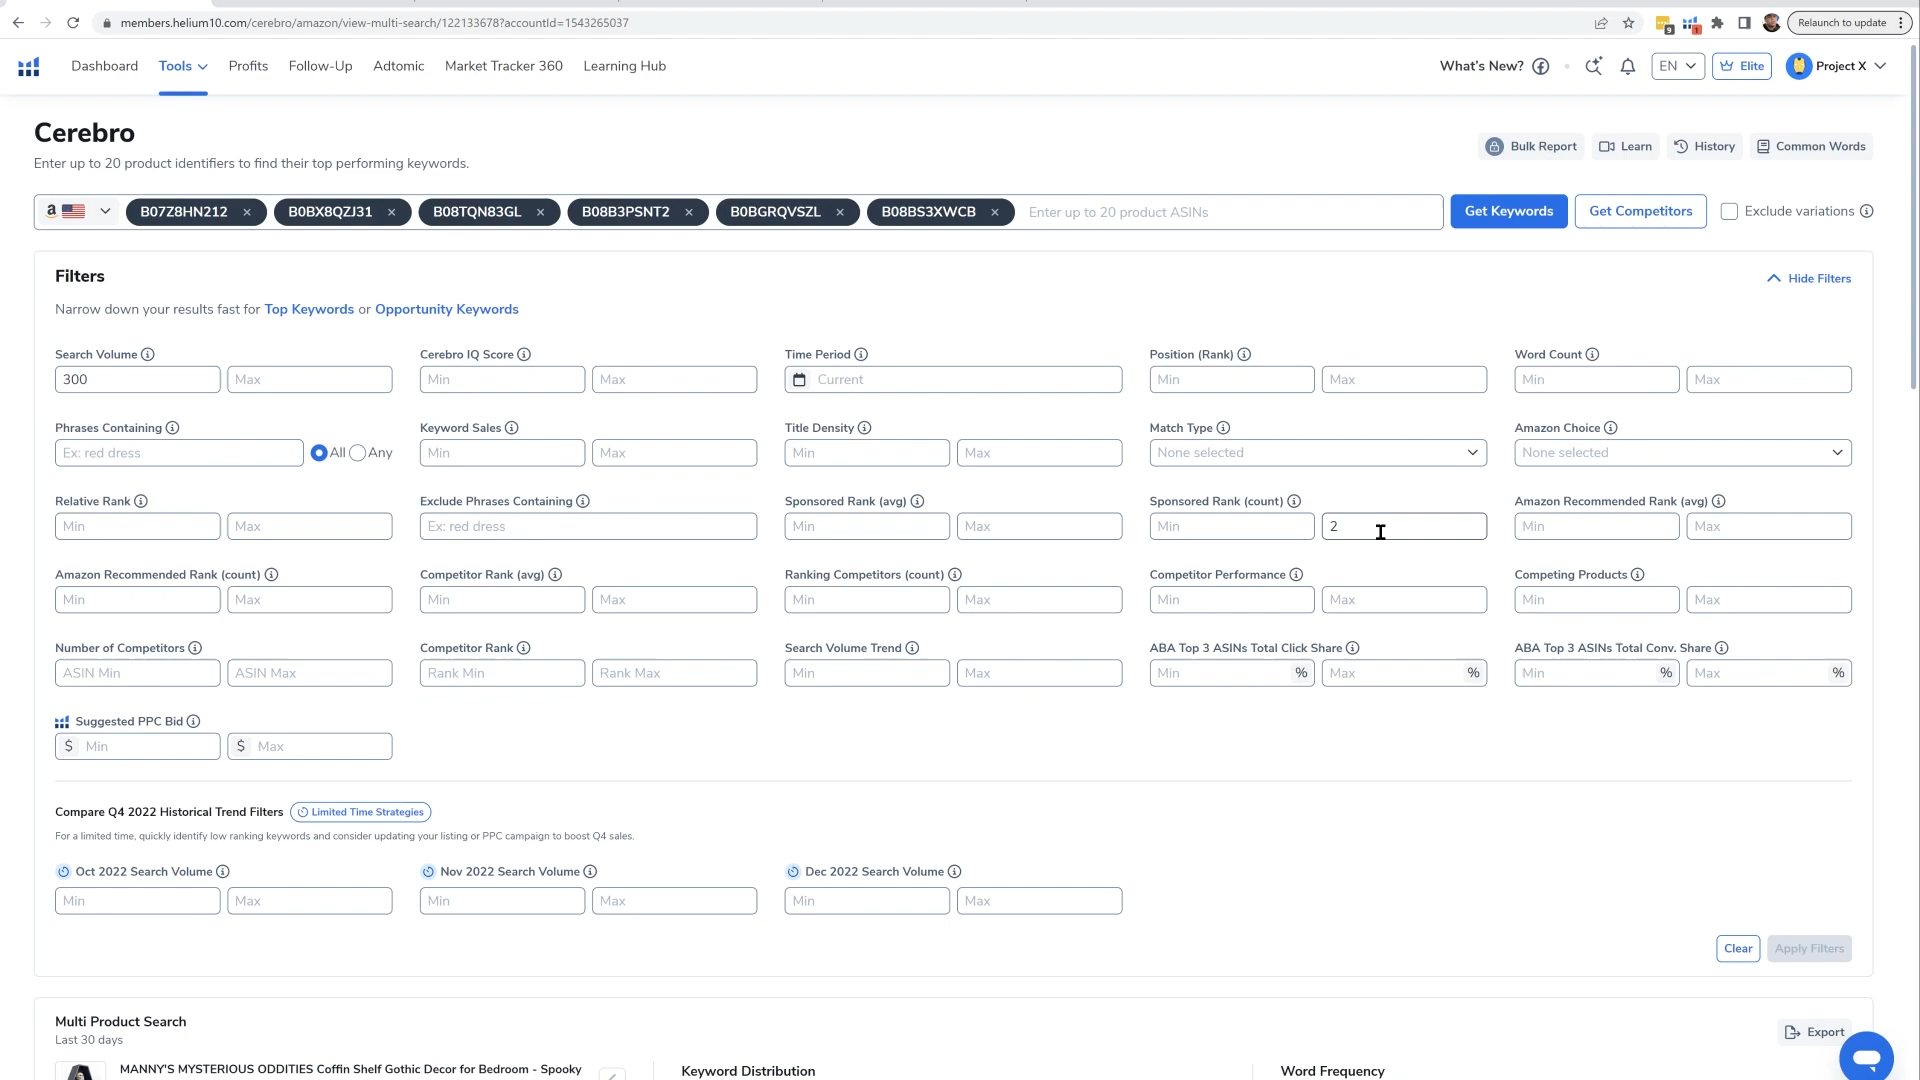 members.helium10.com/cerebro/amazon/view-multi-search/122133678?accountId=1543265037
9
1
Relaunch to update
Dashboard
Tools
Profits
Follow-Up
Adtomic
Market Tracker 360
Learning Hub
What's New?
EN
Elite
Project X
Cerebro
Enter up to 20 product identifiers to find their top performing keywords.
Bulk Report
Learn
History
Common Words
a
B07Z8HN212
B0BX8QZJ31
B08TQN83GL
B08B3PSNT2
B0BGRQVSZL
B08BS3XWCB
Enter up to 20 product ASINs
Get Keywords
Get Competitors
Exclude variations
Filters
Hide Filters
Narrow down your results fast for Top Keywords or Opportunity Keywords
Search Volume
Cerebro IQ Score
Time Period
Position (Rank)
Word Count
300
Max
Min
Max
Current
Min
Max
Min
Max
Phrases Containing
Keyword Sales
Title Density
Match Type
Amazon Choice
Ex: red dress
All
Any
Min
Max
Min
Max
None selected
None selected
Relative Rank
Exclude Phrases Containing
Sponsored Rank (avg)
Sponsored Rank (count)
Amazon Recommended Rank (avg)
Min
Max
Ex: red dress
Min
Max
Min
2
Min
Max
Amazon Recommended Rank (count)
Competitor Rank (avg)
Ranking Competitors (count)
Competitor Performance
Competing Products
Min
Max
Min
Max
Min
Max
Min
Max
Min
Max
Number of Competitors
Competitor Rank
Search Volume Trend
ABA Top 3 ASINs Total Click Share
ABA Top 3 ASINs Total Conv. Share
ASIN Min
ASIN Max
Rank Min
Rank Max
Min
Max
Min %
Max %
Min %
Max %
Suggested PPC Bid
$ Min
$ Max
Compare Q4 2022 Historical Trend Filters
Limited Time Strategies
For a limited time, quickly identify low ranking keywords and consider updating your listing or PPC campaign to boost Q4 sales.
Oct 2022 Search Volume
Nov 2022 Search Volume
Dec 2022 Search Volume
Min
Max
Min
Max
Min
Max
Clear
Apply Filters
Multi Product Search
Last 30 days
Export
MANNY'S MYSTERIOUS ODDITIES Coffin Shelf Gothic Decor for Bedroom - Spooky
Keyword Distribution
Word Frequency